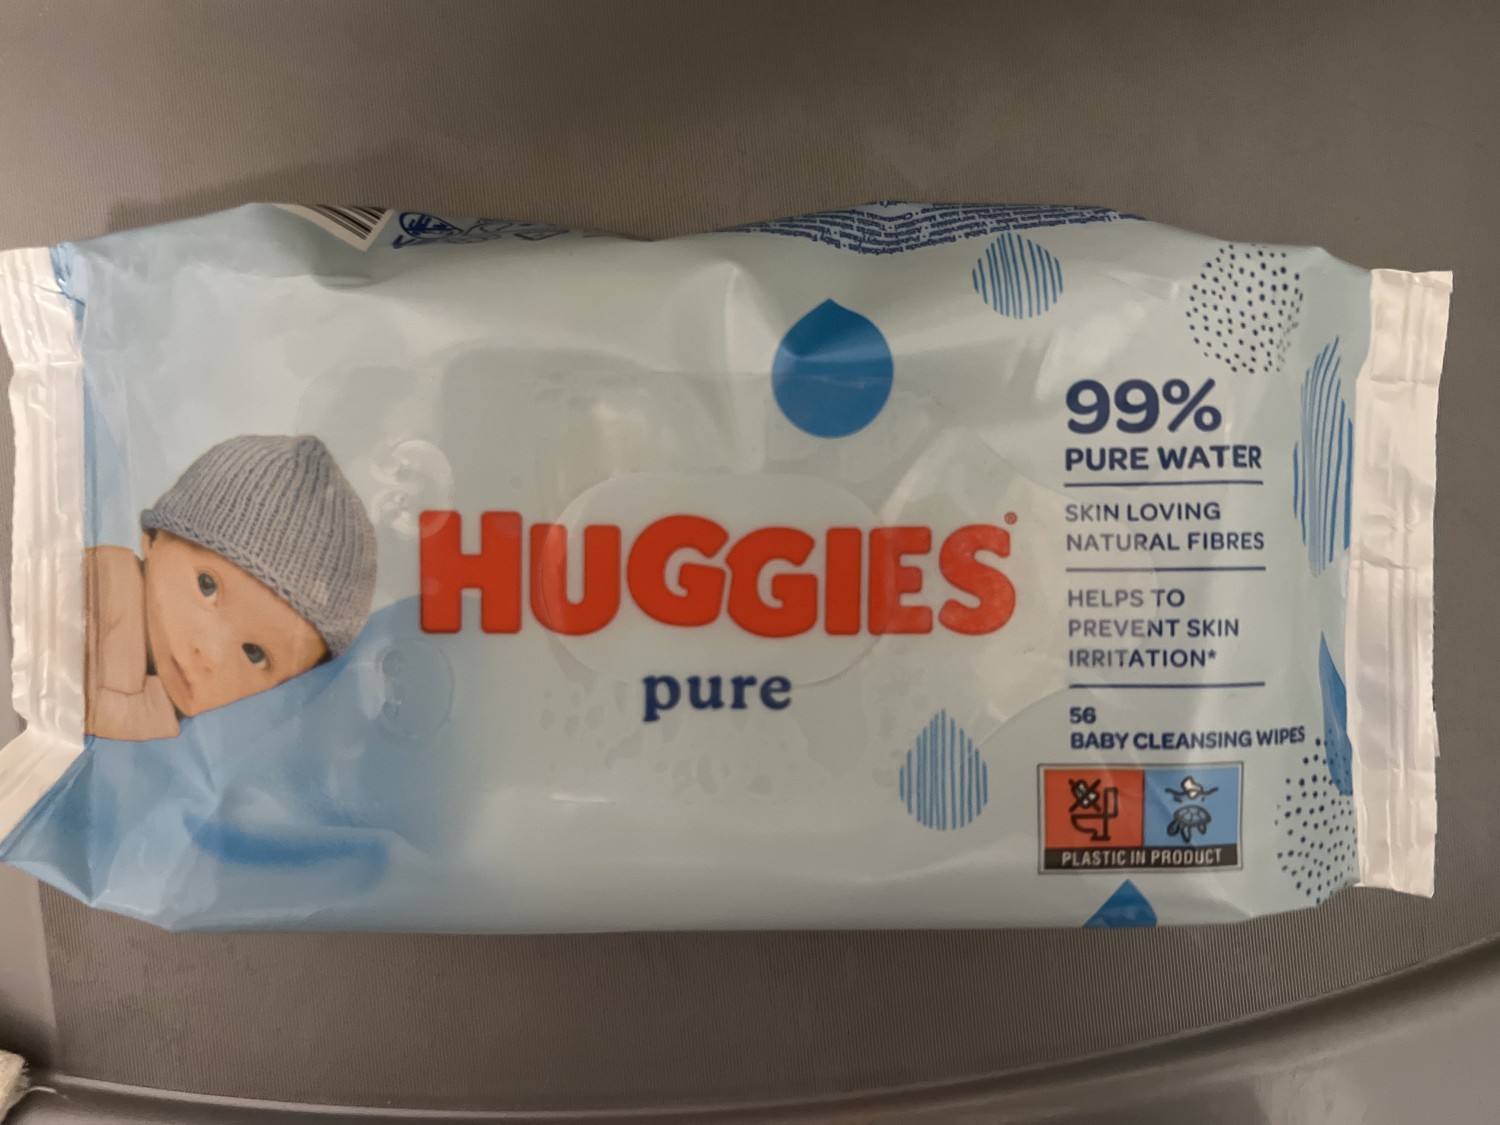 HUGGIES®
pure
99%
PURE WATER
SKIN LOVING
NATURAL FIBRES
HELPS TO
PREVENT SKIN
IRRITATION*
56
BABY CLEANSING WIPES
PLASTIC IN PRODUCT